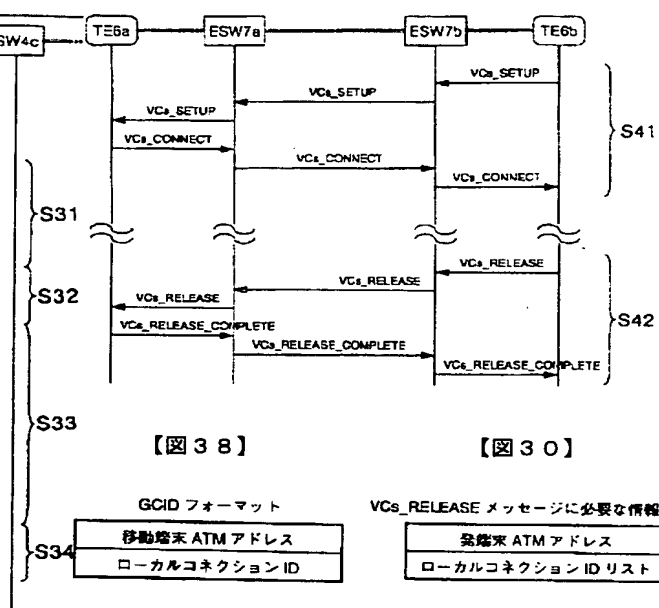 SW4c
TE6a
ESW7a
ESW7b
TE6b
VCs_SETUP
VCs_SETUP
VCs_SETUP
VCs_CONNECT
VCs_CONNECT
VCs_CONNECT
S41
S31
VCs_RELEASE
VCs_RELEASE
VCs_RELEASE
S32
VCs_RELEASE_COMPLETE
VCs_RELEASE_COMPLETE
VCs_RELEASE_COMPLETE
S42
S33
【図38】
【図30】
GCID フォーマット
VCs_RELEASE メッセージに必要な情報
移動端末 ATM アドレス
発端末 ATM アドレス
S34
ローカルコネクション ID
ローカルコネクション ID リスト